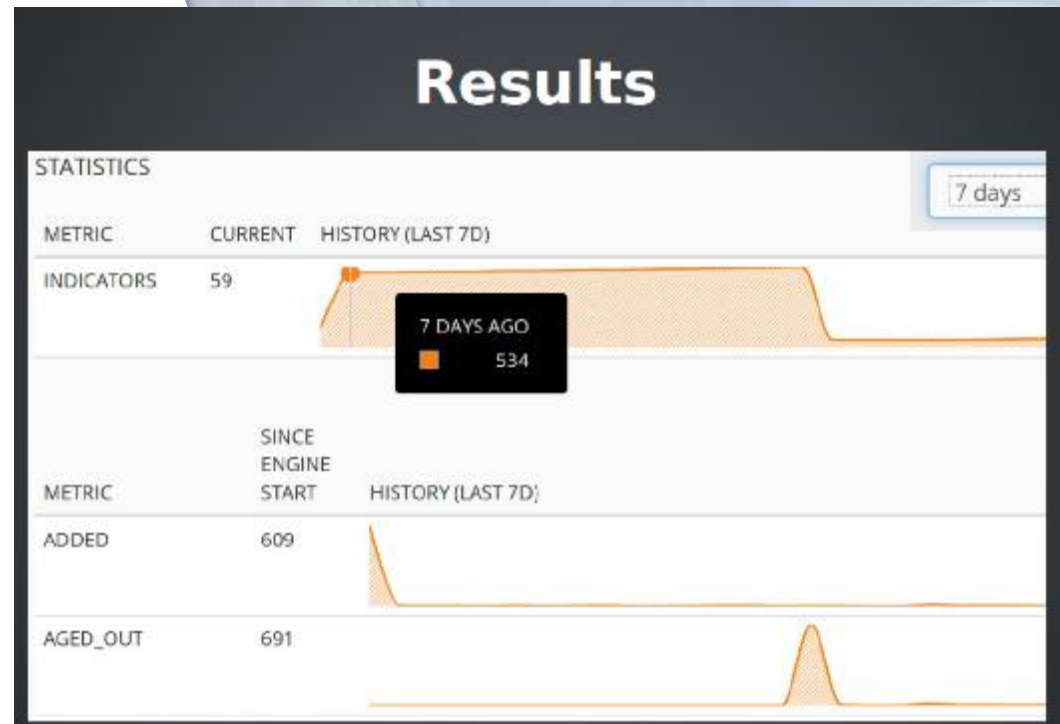 Results
STATISTICS
7 days
METRIC CURRENT HISTORY (LAST 7D)
INDICATORS 59
7 DAYS AGO
534
SINCE
ENGINE
METRIC START HISTORY (LAST 7D)
ADDED 609
AGED_OUT 691